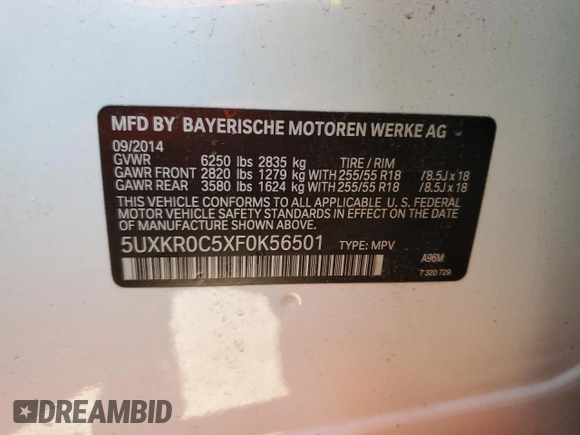 MFD BY BAYERISCHE MOTOREN WERKE AG
09/2014
GVWR 6250 lbs 2835 kg TIRE / RIM
GAWR FRONT 2820 lbs 1279 kg WITH 255/55 R18 /8.5J x 18
GAWR REAR 3580 lbs 1624 kg WITH 255/55 R18 /8.5J x 18
THIS VEHICLE CONFORMS TO ALL APPLICABLE U. S. FEDERAL
MOTOR VEHICLE SAFETY STANDARDS IN EFFECT ON THE DATE OF
MANUFACTURE SHOWN ABOVE.
5UXKR0C5XF0K56501 TYPE: MPV A96M
7 320 729
DREAMBID